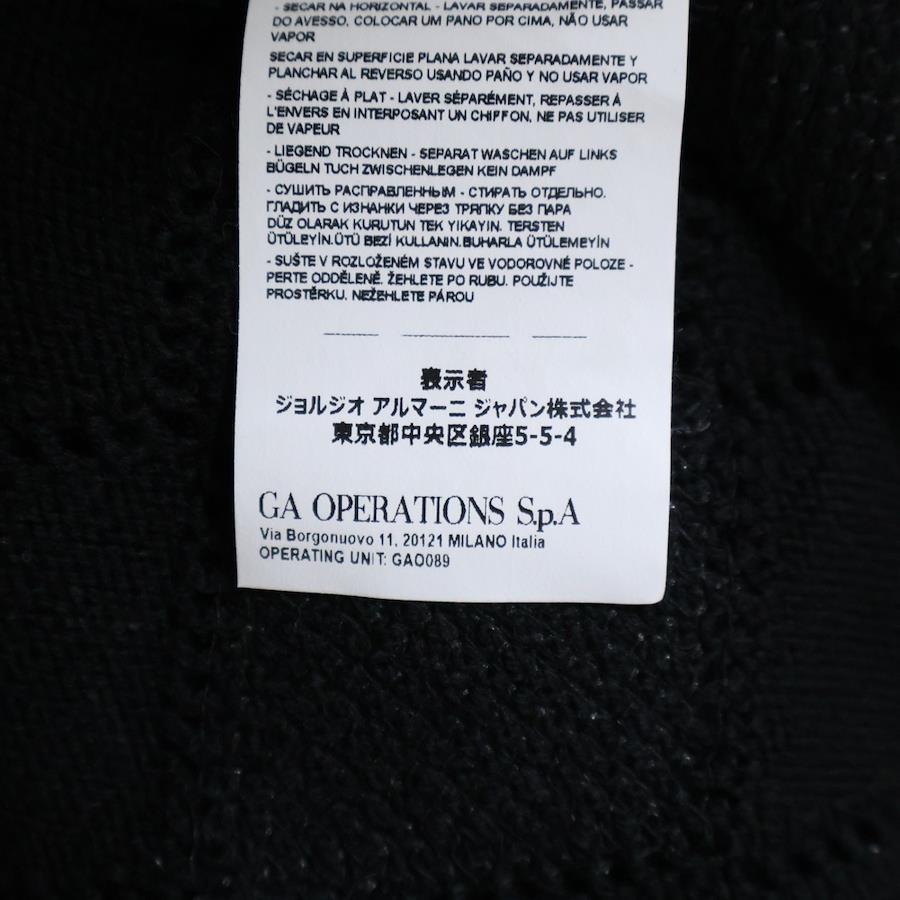 - SECAR NA HORIZONTAL - LAVAR SEPARADAMENTE, PASSAR
DO AVESSO, COLOCAR UM PANO POR CIMA, NÃO USAR
VAPOR
SECAR EN SUPERFICIE PLANA LAVAR SEPARADAMENTE Y
PLANCHAR AL REVERSO USANDO PAÑO Y NO USAR VAPOR
- SÉCHAGE À PLAT - LAVER SÉPARÉMENT, REPASSER À
L'ENVERS EN INTERPOSANT UN CHIFFON, NE PAS UTILISER
DE VAPEUR
- LIEGEND TROCKNEN - SEPARAT WASCHEN AUF LINKS
BÜGELN TUCH ZWISCHENLEGEN KEIN DAMPF
- СУШИТЬ РАСПРАВЛЕННЫМ - СТИРАТЬ ОТДЕЛЬНО.
ГЛАДИТЬ С ИЗНАНКИ ЧЕРЕЗ ТРЯПКУ БЕЗ ПАРА
DÜZ OLARAK KURUTUN TEK YIKAYIN. TERSTEN
ÜTÜLEYİN.ÜTÜ BEZİ KULLANIN.BUHARLA ÜTÜLEMEYİN
- SUŠTE V ROZLOŽENÉM STAVU VE VODOROVNÉ POLOZE -
PERTE ODDĚLENĚ. ŽEHLETE PO RUBU. POUŽIJTE
PROSTĚRKU. NEŽEHLETE PÁROU
表示者
ジョルジオ アルマーニ ジャパン株式会社
東京都中央区銀座5-5-4
GA OPERATIONS S.p.A
Via Borgonuovo 11, 20121 MILANO Italia
OPERATING UNIT: GAO089